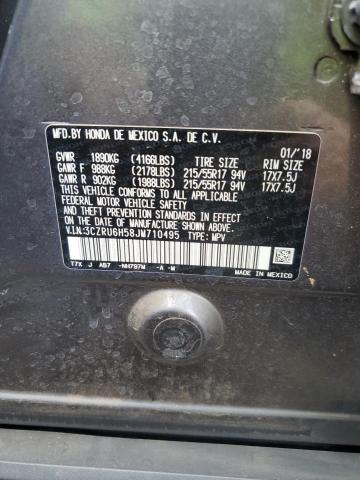 MFD.BY HONDA DE MEXICO S.A. DE C.V.
01/'18
GVWR 1890KG (4166LBS) TIRE SIZE RIM SIZE
GAWR F 988KG (2178LBS) 215/55R17 94V 17X7.5J
GAWR R 902KG (1988LBS) 215/55R17 94V 17X7.5J
THIS VEHICLE CONFORMS TO ALL APPLICABLE
FEDERAL MOTOR VEHICLE SAFETY AND
THEFT PREVENTION STANDARDS IN EFFECT ON
THE DATE OF MANUFACTURE SHOWN ABOVE.
V.I.N:3CZRU6H58JM710495 TYPE: MPV
T7X J AB7 -NH797M -A -M
MADE IN MEXICO